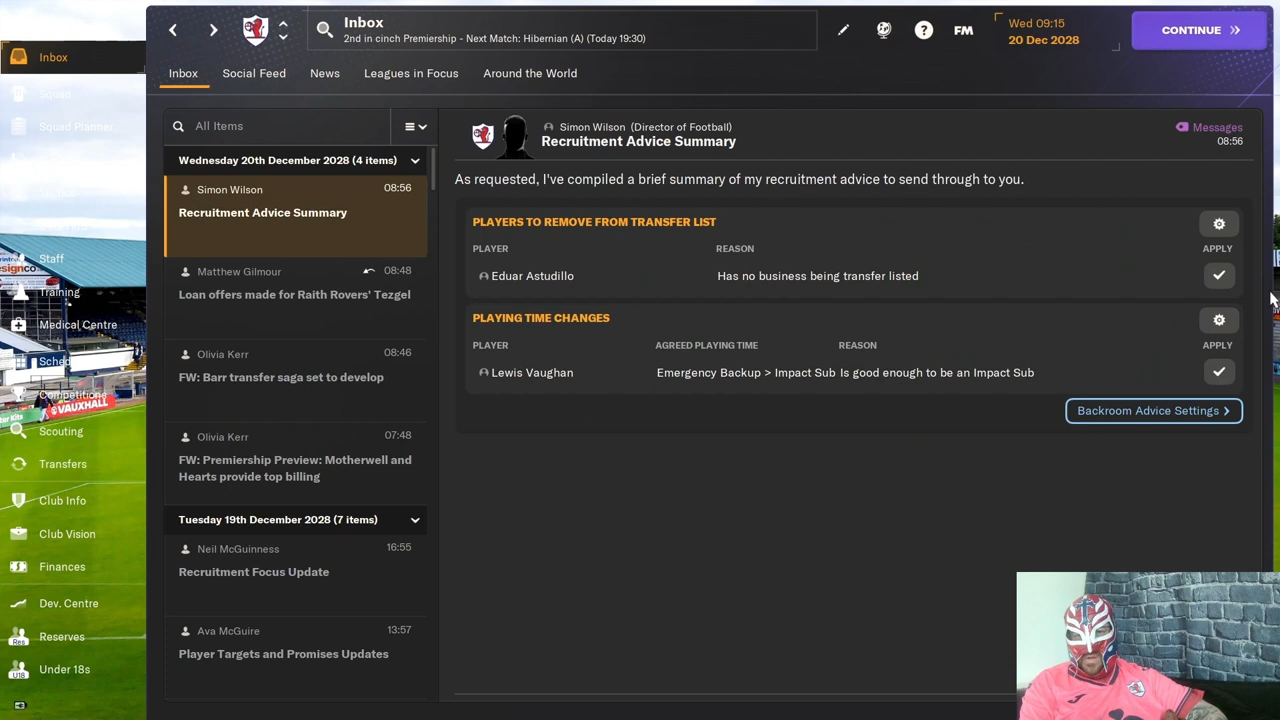 Inbox
2nd in cinch Premiership - Next Match: Hibernian (A) (Today 19:30)
FM
Wed 09:15
20 Dec 2028
CONTINUE
Inbox
Social Feed
News
Leagues in Focus
Around the World
Inbox
Squad
Squad Planner
Staff
Training
Medical Centre
Sched
Competitions
VAUXHALL
Scouting
Transfers
Club Info
Club Vision
Finances
Dev. Centre
Reserves
Under 18s
All Items
Wednesday 20th December 2028 (4 items)
Simon Wilson 08:56
Recruitment Advice Summary
Matthew Gilmour 08:48
Loan offers made for Raith Rovers' Tezgel
Olivia Kerr 08:46
FW: Barr transfer saga set to develop
Olivia Kerr 07:48
FW: Premiership Preview: Motherwell and
Hearts provide top billing
Tuesday 19th December 2028 (7 items)
Neil McGuinness 16:55
Recruitment Focus Update
Ava McGuire 13:57
Player Targets and Promises Updates
Simon Wilson (Director of Football)
Recruitment Advice Summary
Messages
08:56
As requested, I've compiled a brief summary of my recruitment advice to send through to you.
PLAYERS TO REMOVE FROM TRANSFER LIST
PLAYER REASON APPLY
Eduar Astudillo Has no business being transfer listed
PLAYING TIME CHANGES
PLAYER AGREED PLAYING TIME REASON APPLY
Lewis Vaughan Emergency Backup > Impact Sub Is good enough to be an Impact Sub
Backroom Advice Settings >